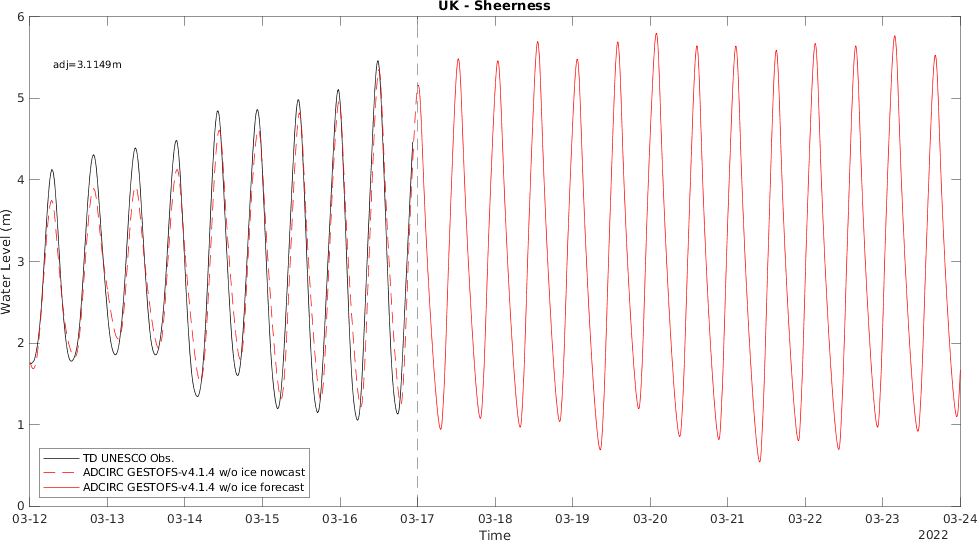 UK - Sheerness
adj=3.1149m
6
5
4
3
2
1
0
Water Level (m)
TD UNESCO Obs.
ADCIRC GESTOFS-v4.1.4 w/o ice nowcast
ADCIRC GESTOFS-v4.1.4 w/o ice forecast
03-12 03-13 03-14 03-15 03-16 03-17 03-18 03-19 03-20 03-21 03-22 03-23 03-24
Time
2022